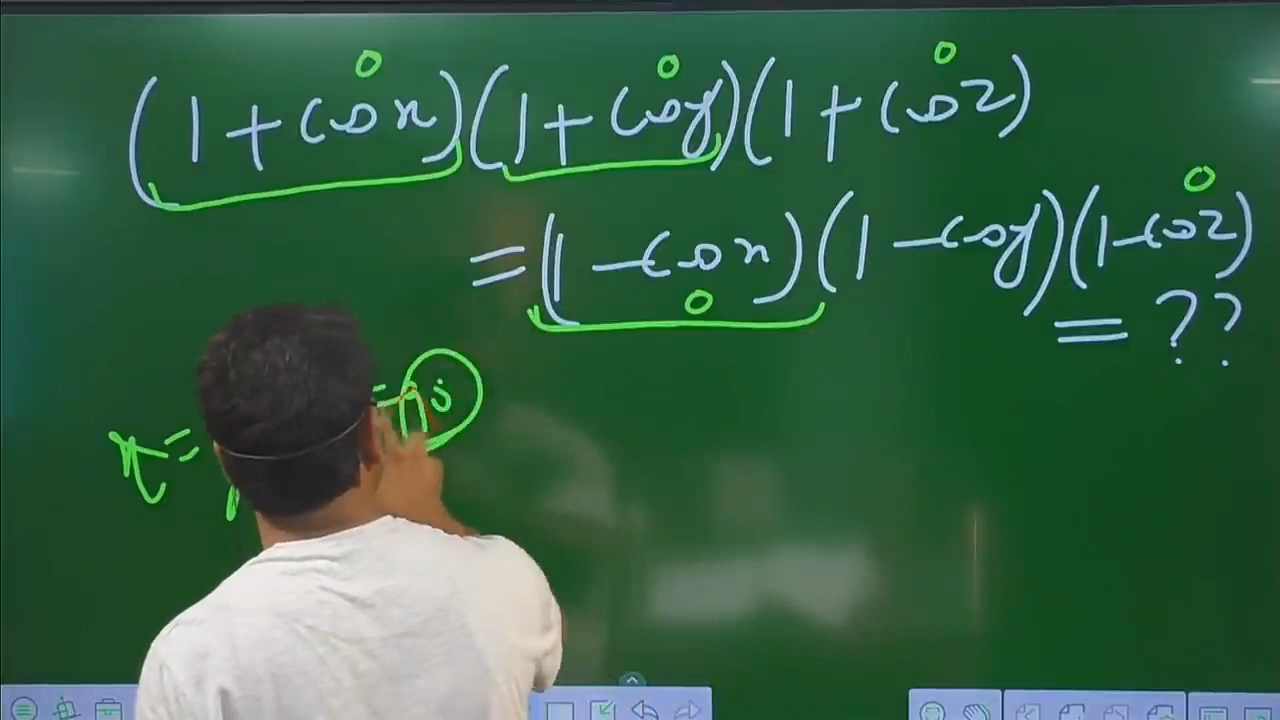 (1 + cos x)(1 + cos y)(1 + cos z)
= (1 - cos x)(1 - cos y)(1 - cos z)
= ??